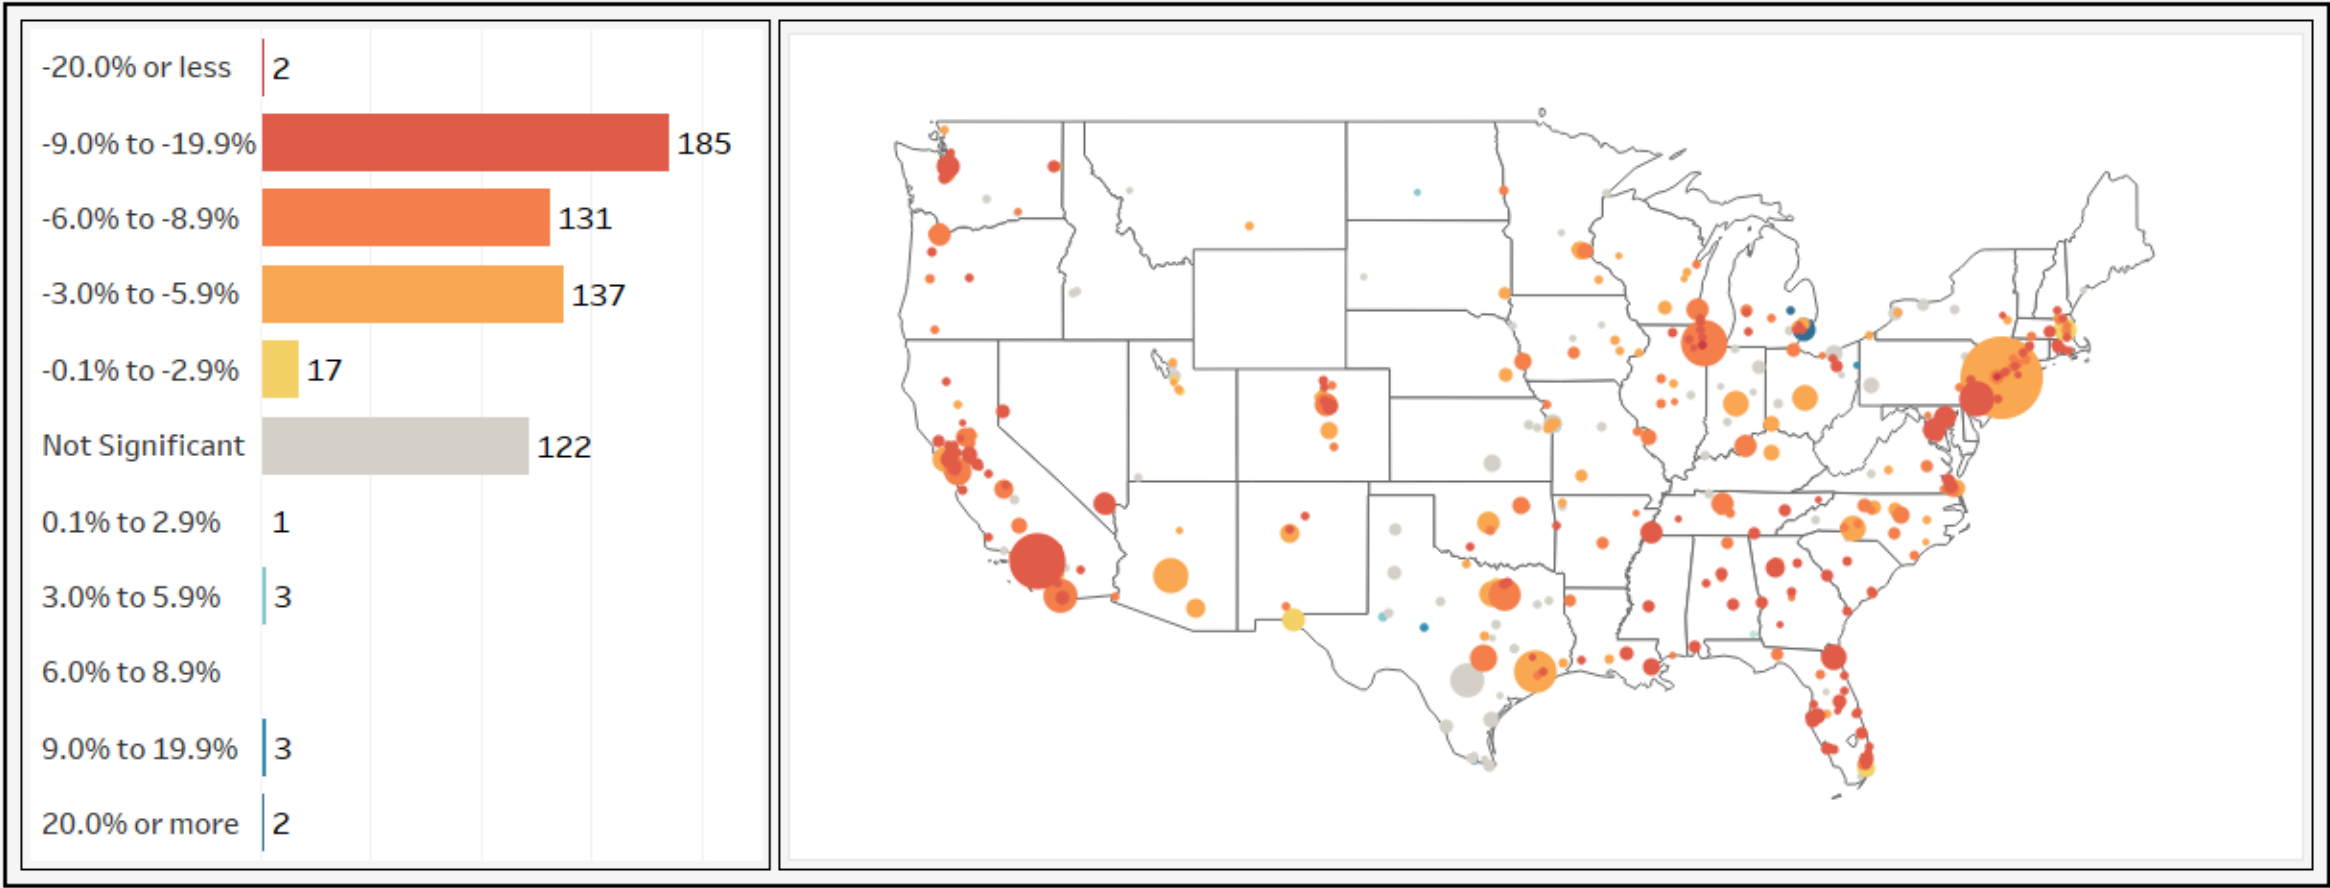 -20.0% or less 2
-9.0% to -19.9% 185
-6.0% to -8.9% 131
-3.0% to -5.9% 137
-0.1% to -2.9% 17
Not Significant 122
0.1% to 2.9% 1
3.0% to 5.9% 3
6.0% to 8.9%
9.0% to 19.9% 3
20.0% or more 2